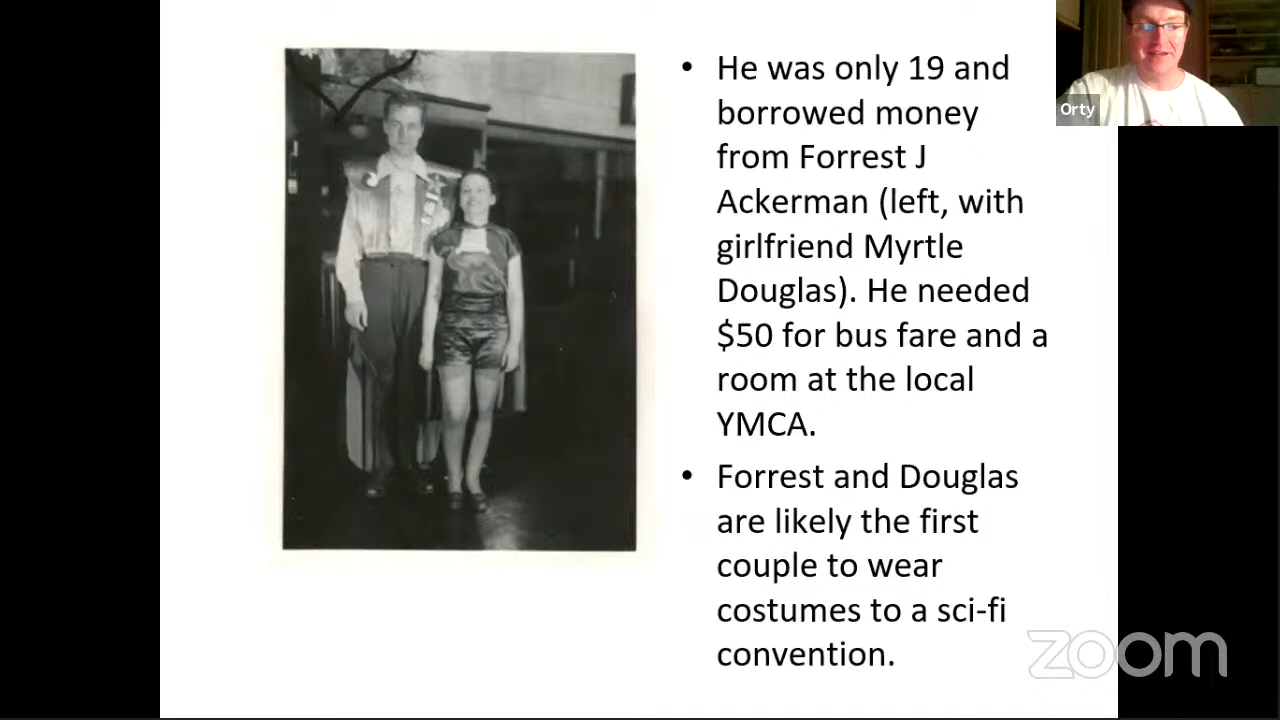 • He was only 19 and
borrowed money
from Forrest J
Ackerman (left, with
girlfriend Myrtle
Douglas). He needed
$50 for bus fare and a
room at the local
YMCA.
• Forrest and Douglas
are likely the first
couple to wear
costumes to a sci-fi
convention.
Orty
zoom